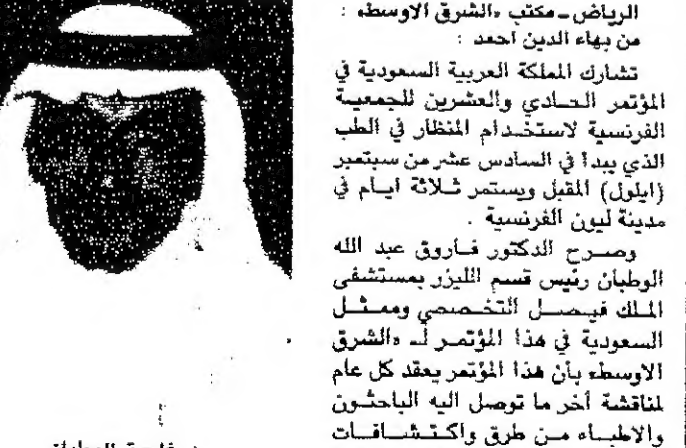 الرياض ـ مكتب «الشرق الاوسط» :
من بهاء الدين احمد :
تشارك المملكة العربية السعودية في
المؤتمر الحادي والعشرين للجمعية
الفرنسية لاستخدام المنظار في الطب
الذي يبدأ في السادس عشر من سبتمبر
(ايلول) المقبل ويستمر ثلاثة ايام في
مدينة ليون الفرنسية .
وصرح الدكتور فاروق عبد الله
الوطبان رئيس قسم الليزر بمستشفى
الملك فيصل التخصصي وممثل
السعودية في هذا المؤتمر لـ «الشرق
الاوسط» بأن هذا المؤتمر يعقد كل عام
لمناقشة أخر ما توصل اليه الباحثون
والاطباء من طرق واكتشافات